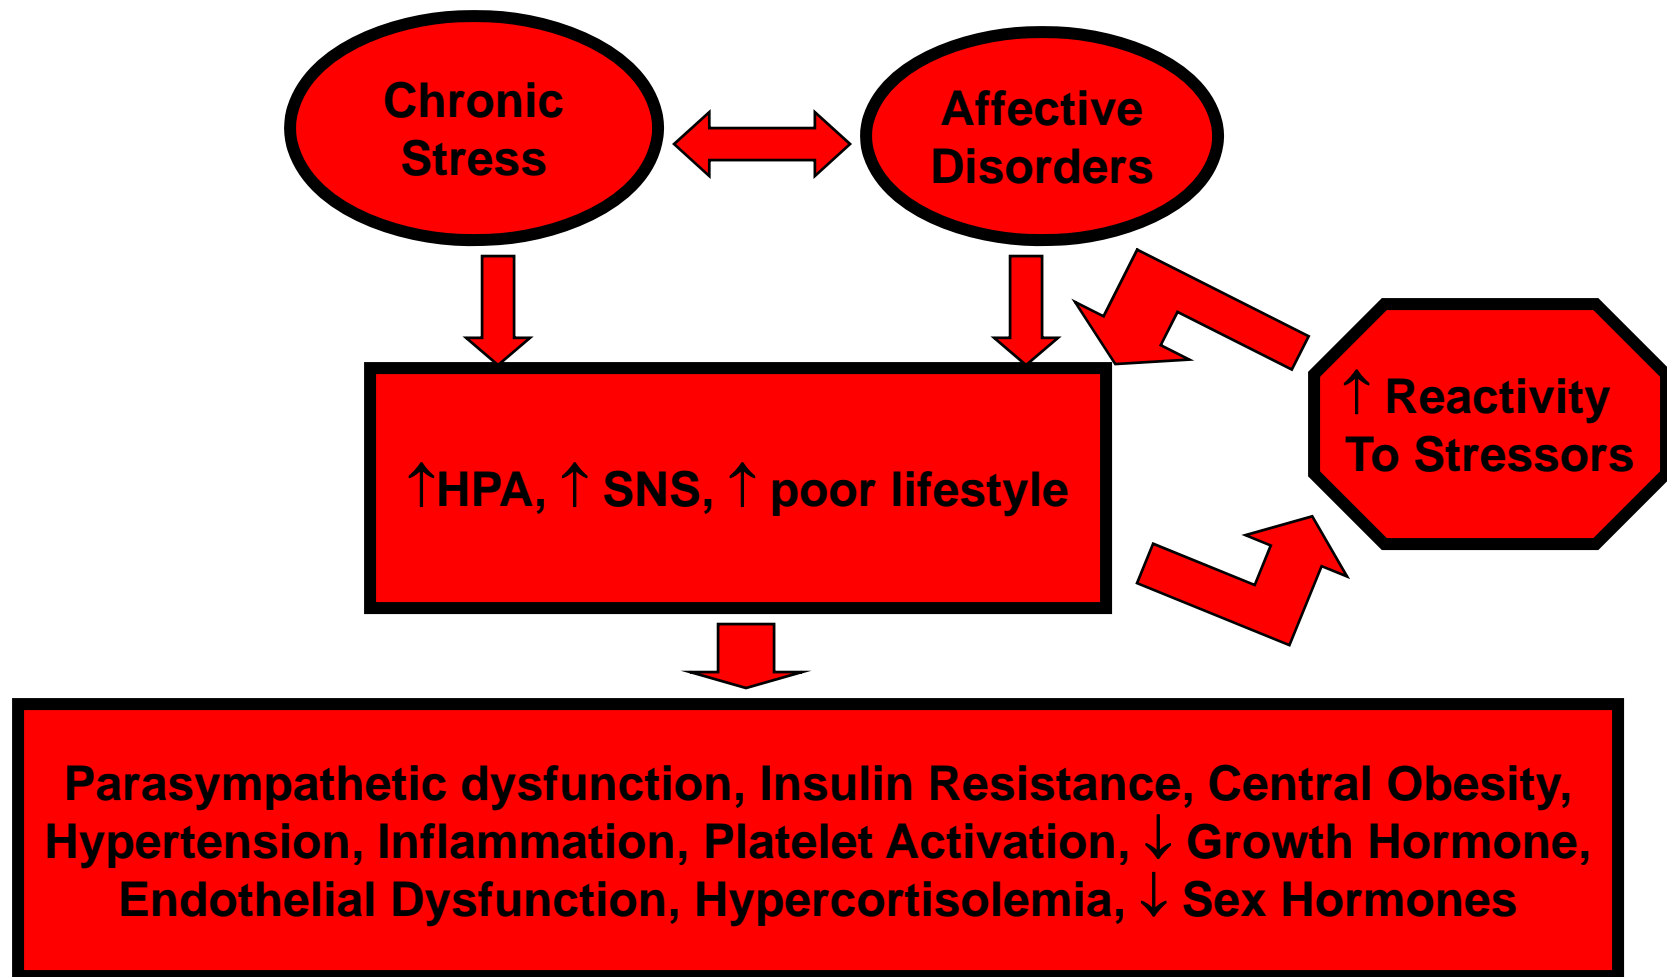 Chronic
Stress
Affective
Disorders
↑ Reactivity
To Stressors
↑HPA, ↑ SNS, ↑ poor lifestyle
Parasympathetic dysfunction, Insulin Resistance, Central Obesity,
Hypertension, Inflammation, Platelet Activation, ↓ Growth Hormone,
Endothelial Dysfunction, Hypercortisolemia, ↓ Sex Hormones